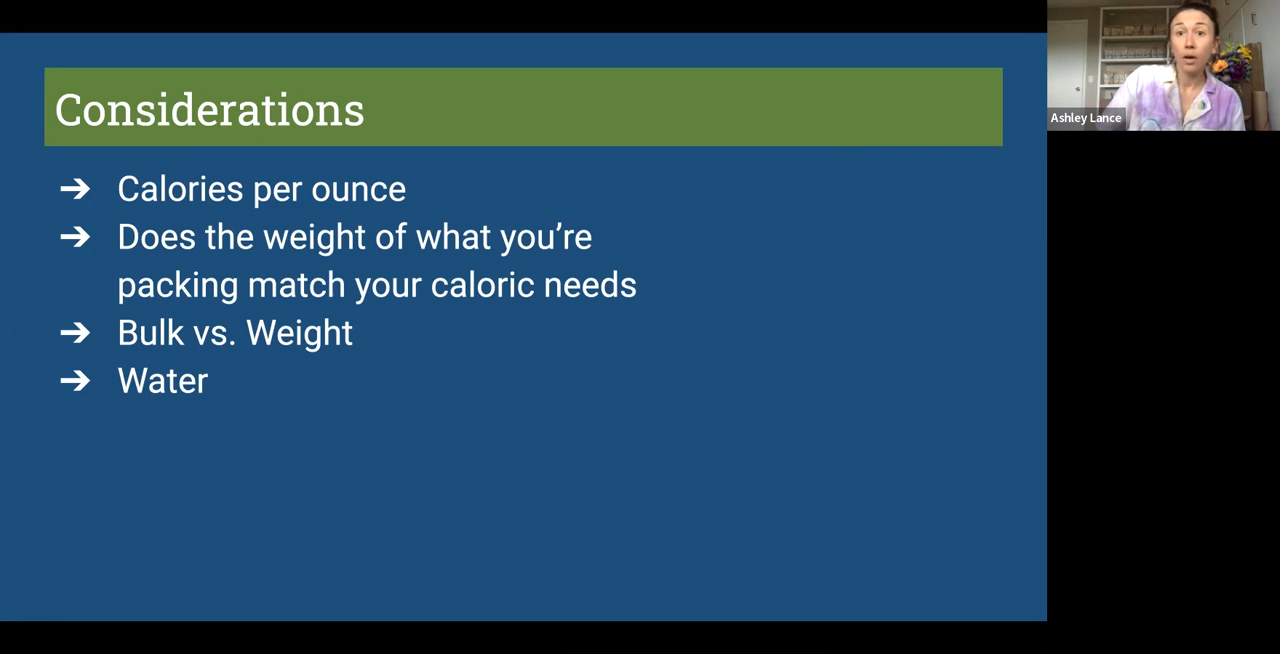 Considerations
➔ Calories per ounce
➔ Does the weight of what you’re
packing match your caloric needs
➔ Bulk vs. Weight
➔ Water
Ashley Lance